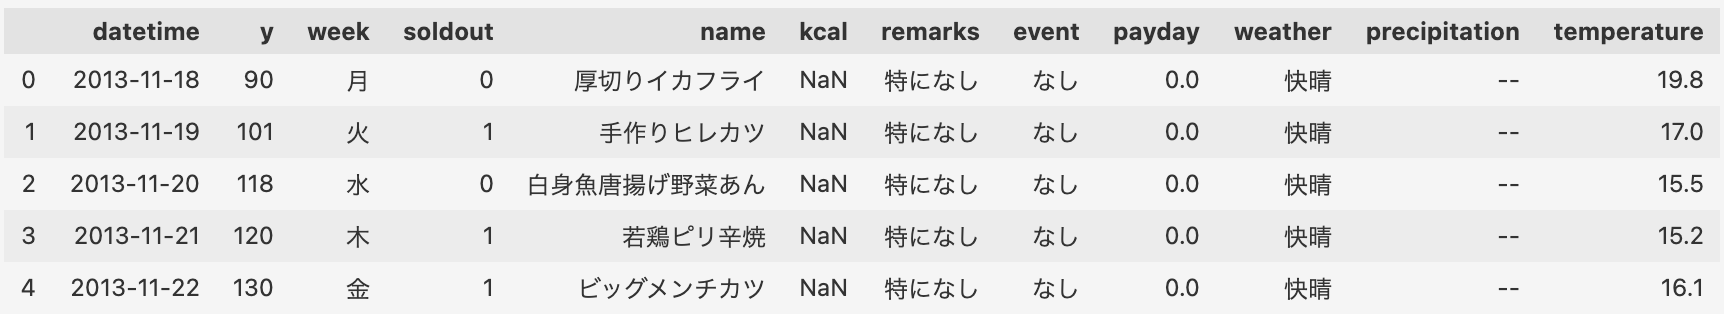 datetime y week soldout name kcal remarks event payday weather precipitation temperature
0 2013-11-18 90 月 0 厚切りイカフライ NaN 特になし なし 0.0 快晴 -- 19.8
1 2013-11-19 101 火 1 手作りヒレカツ NaN 特になし なし 0.0 快晴 -- 17.0
2 2013-11-20 118 水 0 白身魚唐揚げ野菜あん NaN 特になし なし 0.0 快晴 -- 15.5
3 2013-11-21 120 木 1 若鶏ピリ辛焼 NaN 特になし なし 0.0 快晴 -- 15.2
4 2013-11-22 130 金 1 ビッグメンチカツ NaN 特になし なし 0.0 快晴 -- 16.1